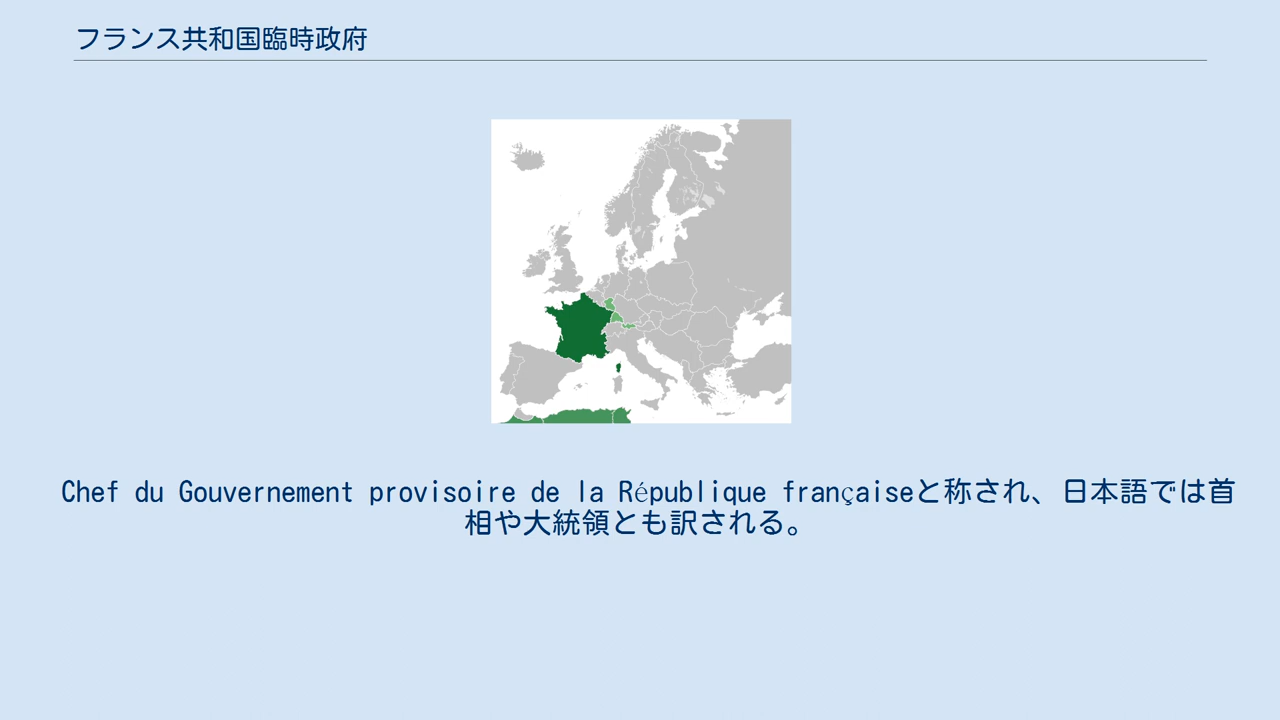 フランス共和国臨時政府
Chef du Gouvernement provisoire de la République françaiseと称され、日本語では首
相や大統領とも訳される。